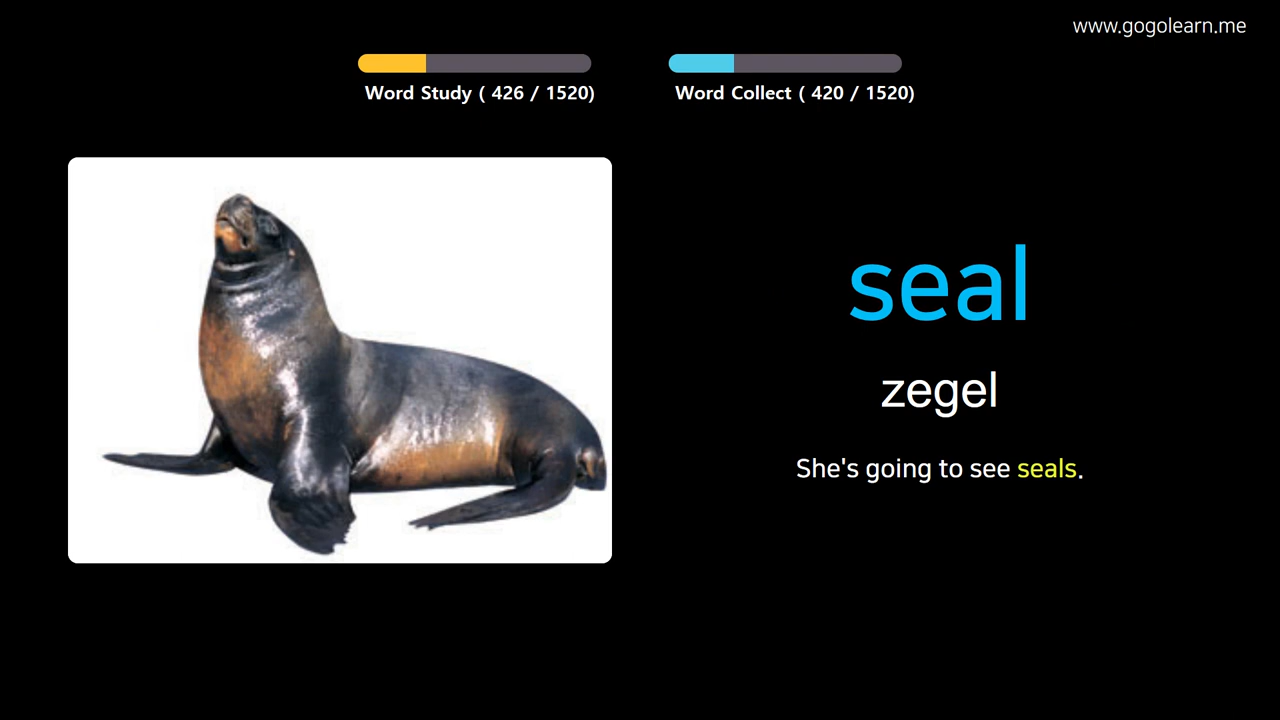 www.gogolearn.me
Word Study ( 426 / 1520)
Word Collect ( 420 / 1520)
seal
zegel
She's going to see seals.